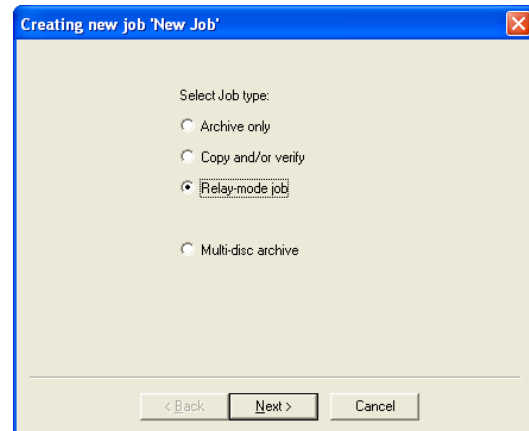 Creating new job 'New Job'
Select Job type:
Archive only
Copy and/or verify
Relay-mode job
Multi-disc archive
< Back Next > Cancel